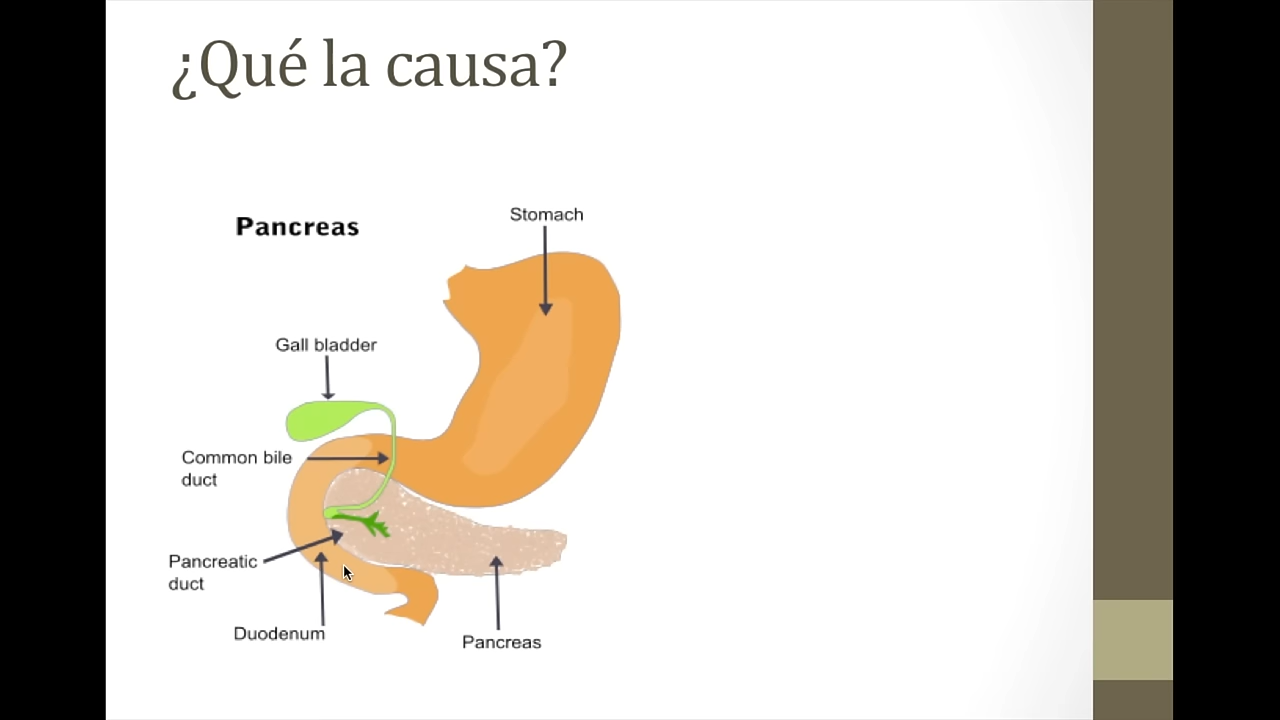 ¿Qué la causa?
Pancreas
Stomach
Gall bladder
Common bile
duct
Pancreatic
duct
Duodenum
Pancreas